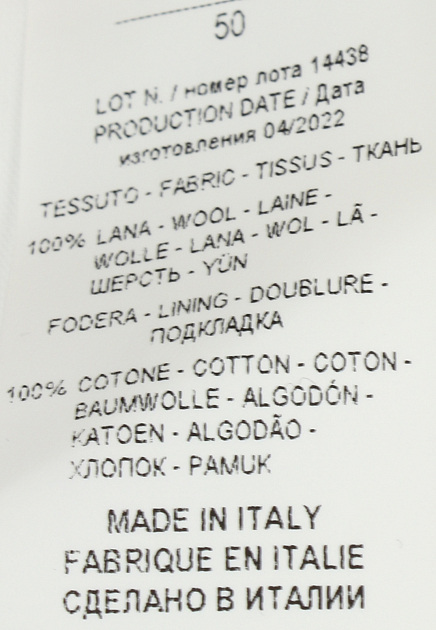 50
LOT N. / номер лота 14438
PRODUCTION DATE / Дата
изготовления 04/2022
TESSUTO - FABRIC - TISSUS - ТКАНЬ
100% LANA - WOOL - LAINE -
WOLLE - LANA - WOL - LÃ -
ШЕРСТЬ - YÜN
FODERA - LINING - DOUBLURE -
ПОДКЛАДКА
100% COTONE - COTTON - COTON -
BAUMWOLLE - ALGODÓN -
KATOEN - ALGODÃO -
ХЛОПОК - PAMUK
MADE IN ITALY
FABRIQUE EN ITALIE
СДЕЛАНО В ИТАЛИИ